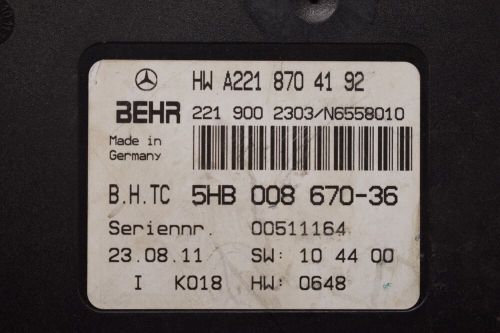 HW A221 870 41 92
BEHR 221 900 2303/N6558010
Made in
Germany
B.H.TC 5HB 008 670-36
Seriennr. 00511164
23.08.11 SW: 10 44 00
I K018 HW: 0648